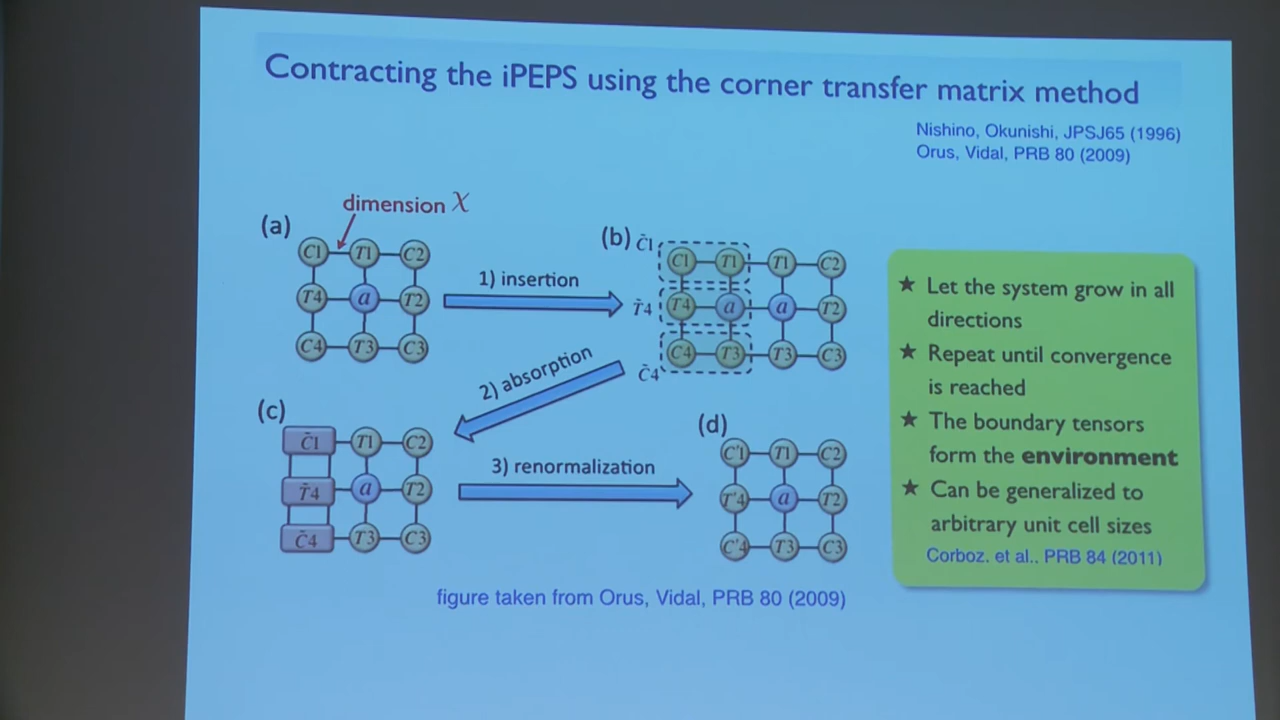 Contracting the iPEPS using the corner transfer matrix method
Nishino, Okunishi, JPSJ65 (1996)
Orus, Vidal, PRB 80 (2009)
dimension χ
(a)
C1 T1 C2
T4 a T2
C4 T3 C3
1) insertion
(b)
C̃1
C1 T1 T1 C2
T̃4
T4 a a T2
C̃4
C4 T3 T3 C3
2) absorption
(c)
C̃1 T1 C2
T̃4 a T2
C̃4 T3 C3
3) renormalization
(d)
C'1 T1 C2
T'4 a T2
C'4 T3 C3
★ Let the system grow in all
directions
★ Repeat until convergence
is reached
★ The boundary tensors
form the environment
★ Can be generalized to
arbitrary unit cell sizes
Corboz. et al., PRB 84 (2011)
figure taken from Orus, Vidal, PRB 80 (2009)